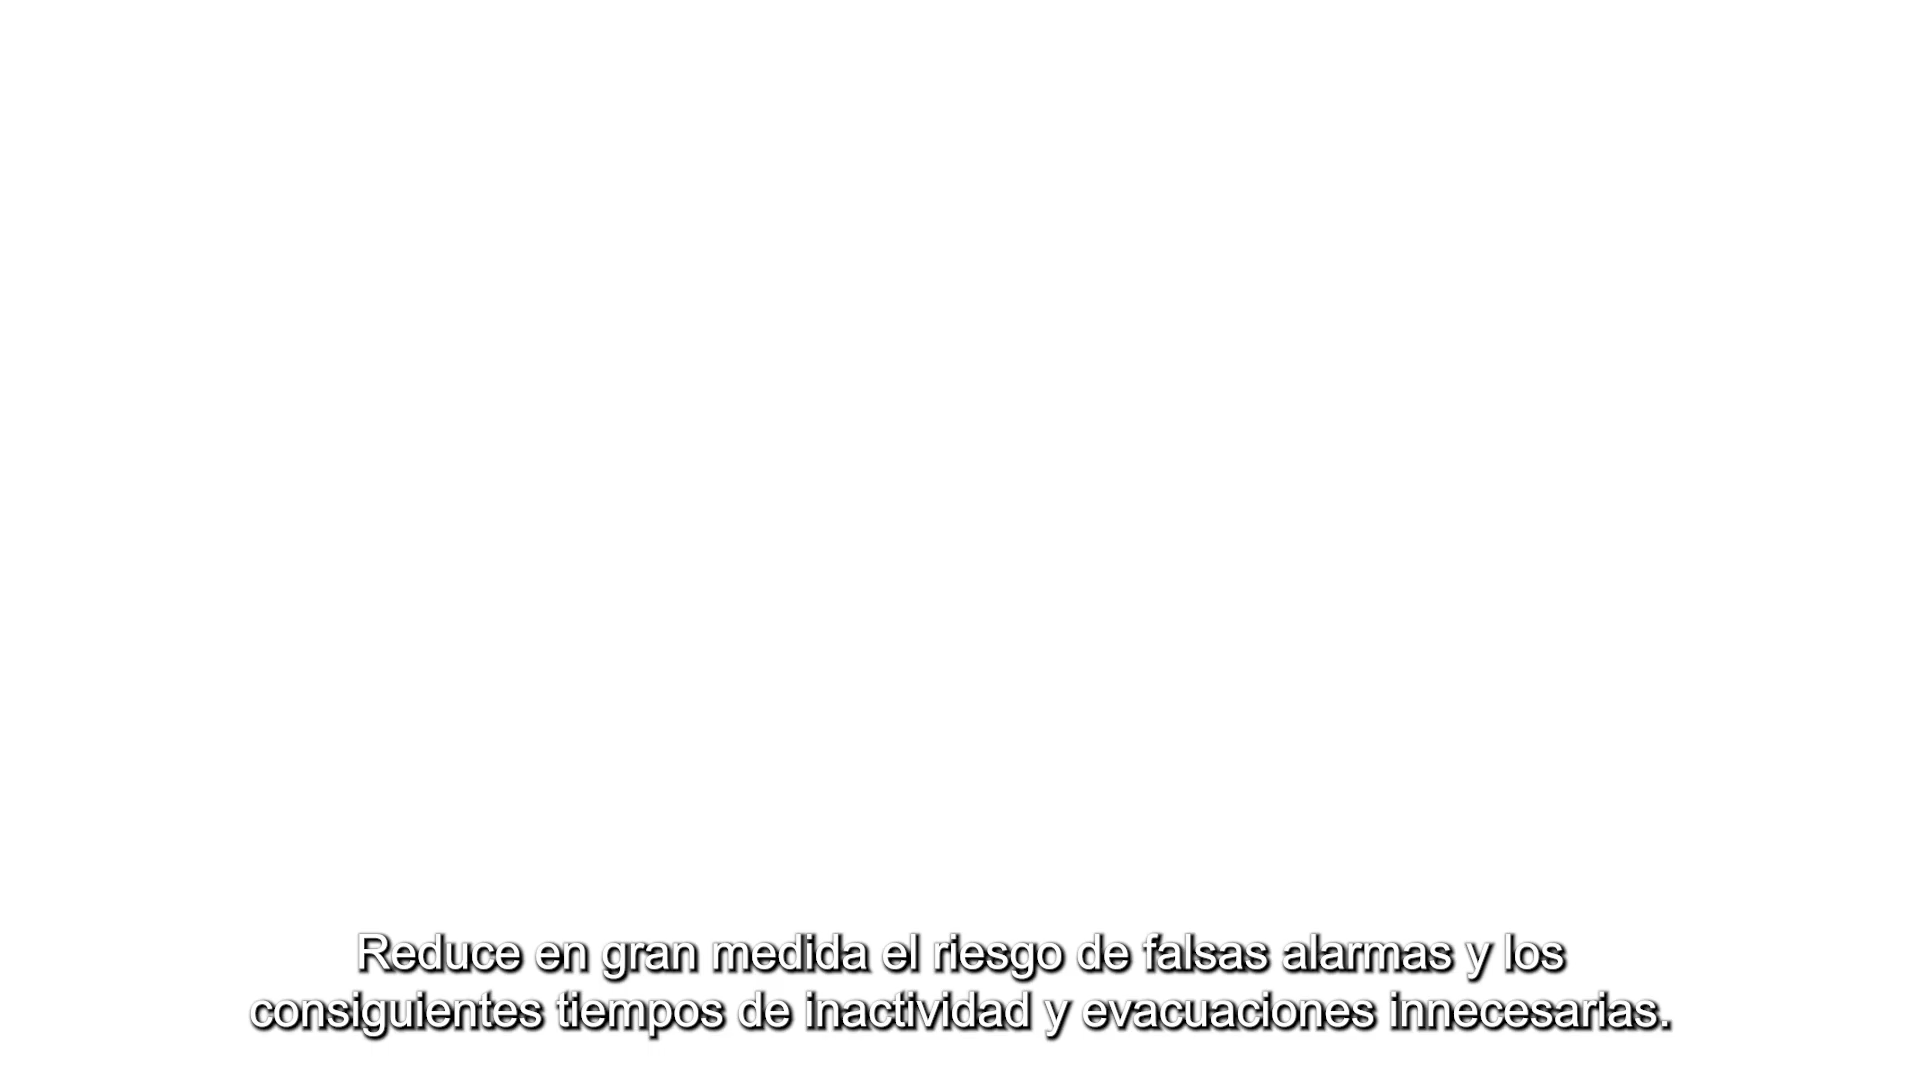 Reduce en gran medida el riesgo de falsas alarmas y los
consiguientes tiempos de inactividad y evacuaciones innecesarias.